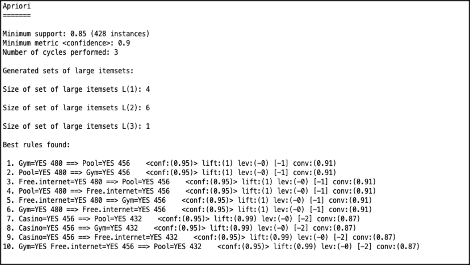 Apriori
=======
Minimum support: 0.85 (428 instances)
Minimum metric <confidence>: 0.9
Number of cycles performed: 3
Generated sets of large itemsets:
Size of set of large itemsets L(1): 4
Size of set of large itemsets L(2): 6
Size of set of large itemsets L(3): 1
Best rules found:
1. Gym=YES 480 ==> Pool=YES 456    <conf:(0.95)> lift:(1) lev:(-0) [-1] conv:(0.91)
2. Pool=YES 480 ==> Gym=YES 456    <conf:(0.95)> lift:(1) lev:(-0) [-1] conv:(0.91)
3. Free.internet=YES 480 ==> Pool=YES 456    <conf:(0.95)> lift:(1) lev:(-0) [-1] conv:(0.91)
4. Pool=YES 480 ==> Free.internet=YES 456    <conf:(0.95)> lift:(1) lev:(-0) [-1] conv:(0.91)
5. Free.internet=YES 480 ==> Gym=YES 456    <conf:(0.95)> lift:(1) lev:(-0) [-1] conv:(0.91)
6. Gym=YES 480 ==> Free.internet=YES 456    <conf:(0.95)> lift:(1) lev:(-0) [-1] conv:(0.91)
7. Casino=YES 456 ==> Pool=YES 432    <conf:(0.95)> lift:(0.99) lev:(-0) [-2] conv:(0.87)
8. Casino=YES 456 ==> Gym=YES 432    <conf:(0.95)> lift:(0.99) lev:(-0) [-2] conv:(0.87)
9. Casino=YES 456 ==> Free.internet=YES 432    <conf:(0.95)> lift:(0.99) lev:(-0) [-2] conv:(0.87)
10. Gym=YES Free.internet=YES 456 ==> Pool=YES 432    <conf:(0.95)> lift:(0.99) lev:(-0) [-2] conv:(0.87)